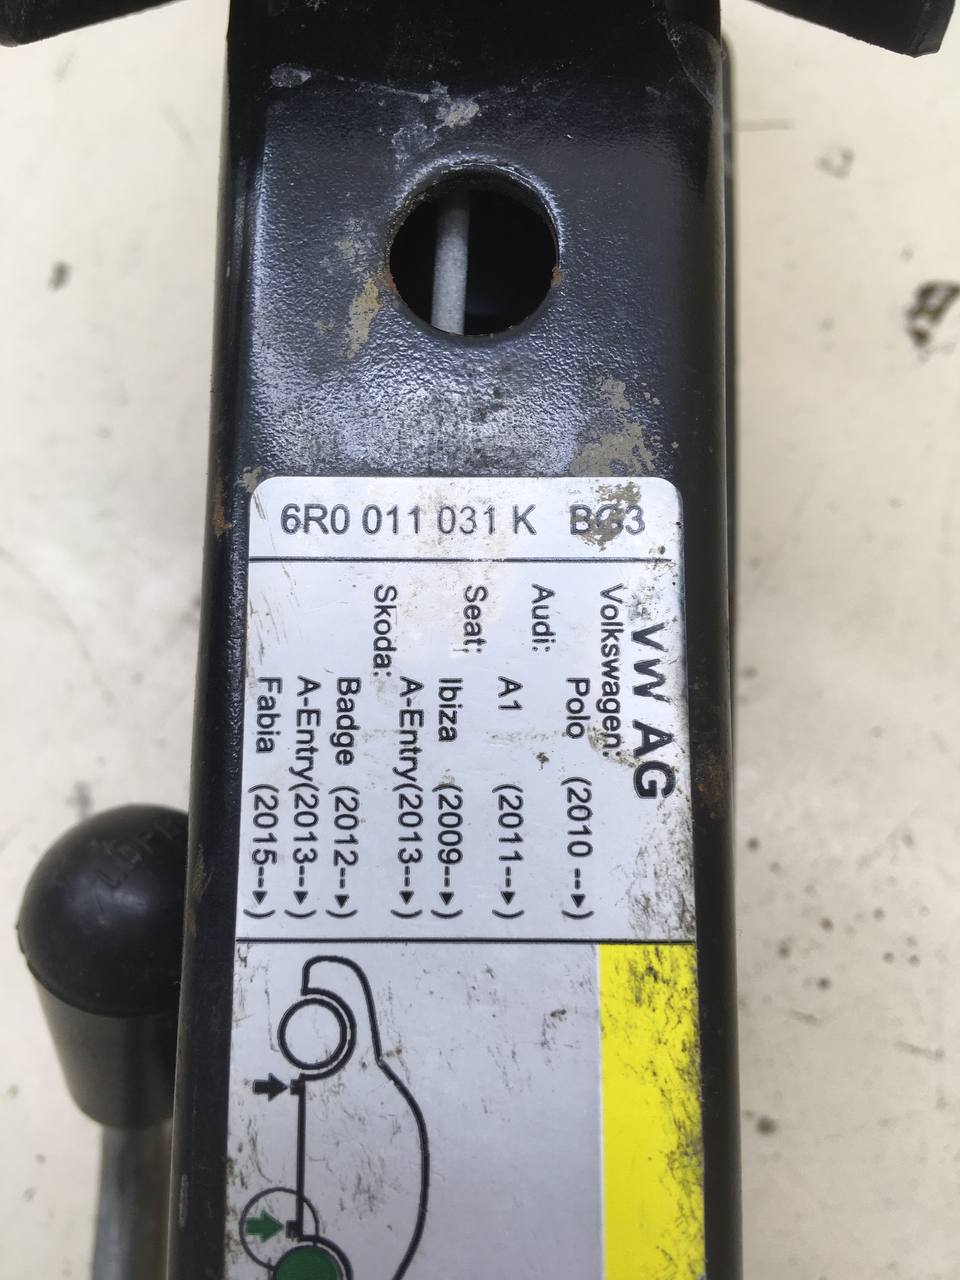 6R0 011 031 K BG3
VW AG
Volkswagen:
Polo (2010 -->)
Audi:
A1 (2011-->)
Seat:
Ibiza (2009-->)
A-Entry(2013-->)
Skoda:
Badge (2012-->)
A-Entry(2013-->)
Fabia (2015-->)